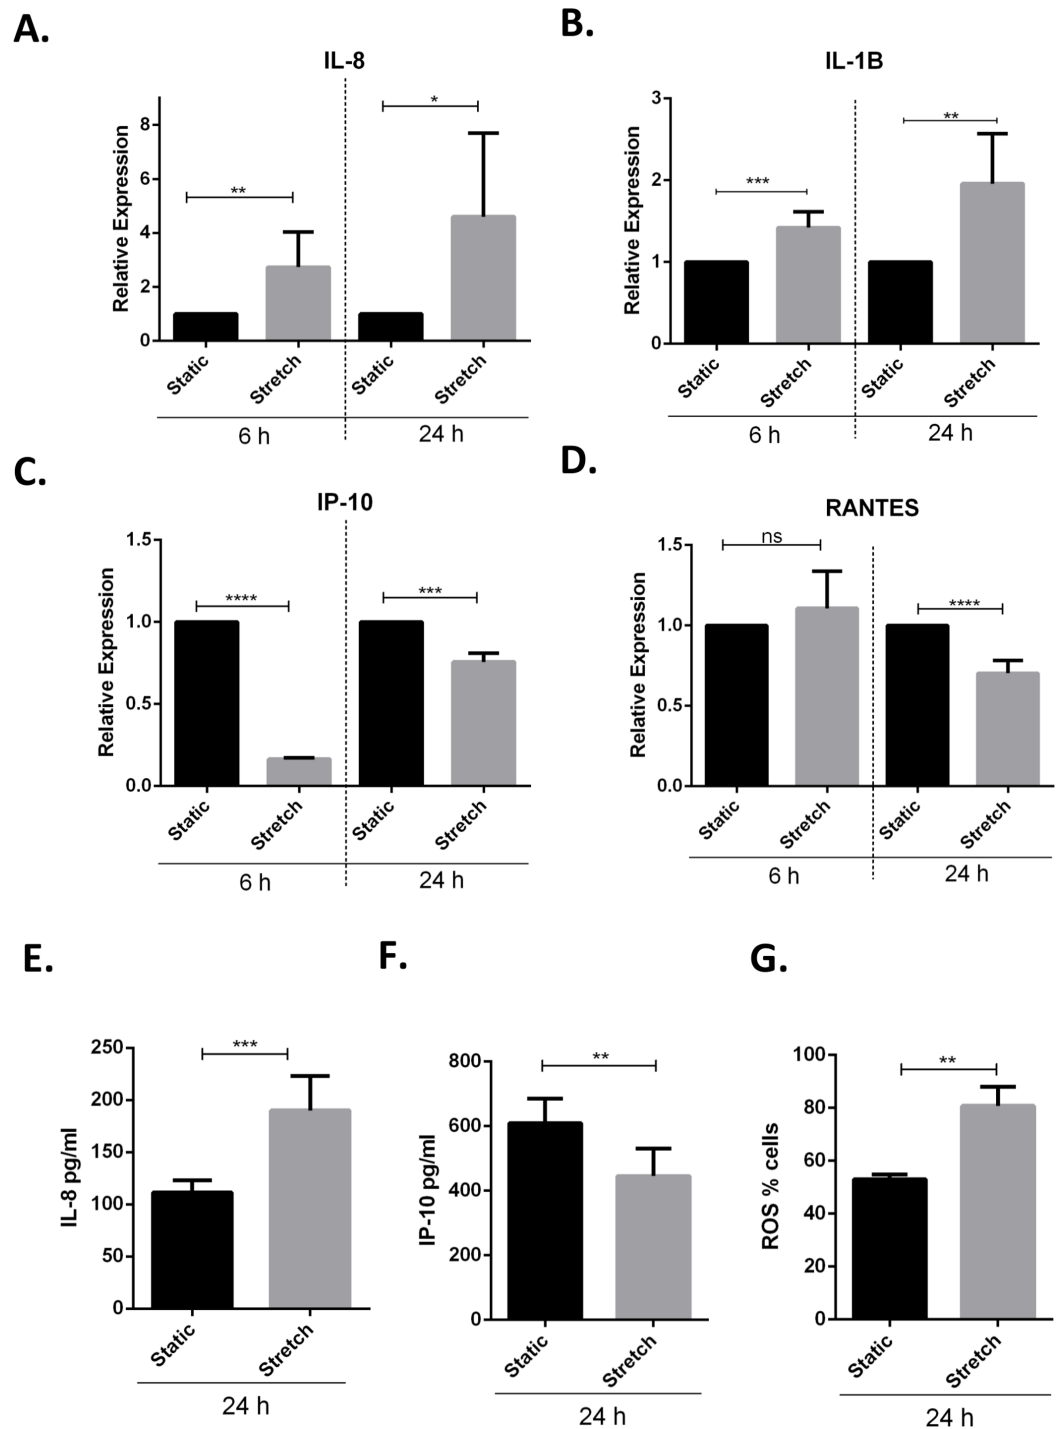 A.
IL-8
Relative Expression
8
6
4
2
0
**
*
Static
Stretch
Static
Stretch
6 h
24 h
B.
IL-1B
Relative Expression
3
2
1
0
***
**
Static
Stretch
Static
Stretch
6 h
24 h
C.
IP-10
Relative Expression
1.5
1.0
0.5
0.0
****
***
Static
Stretch
Static
Stretch
6 h
24 h
D.
RANTES
Relative Expression
1.5
1.0
0.5
0.0
ns
****
Static
Stretch
Static
Stretch
6 h
24 h
E.
IL-8 pg/ml
250
200
150
100
50
0
***
Static
Stretch
24 h
F.
IP-10 pg/ml
800
600
400
200
0
**
Static
Stretch
24 h
G.
ROS % cells
100
80
60
40
20
0
**
Static
Stretch
24 h